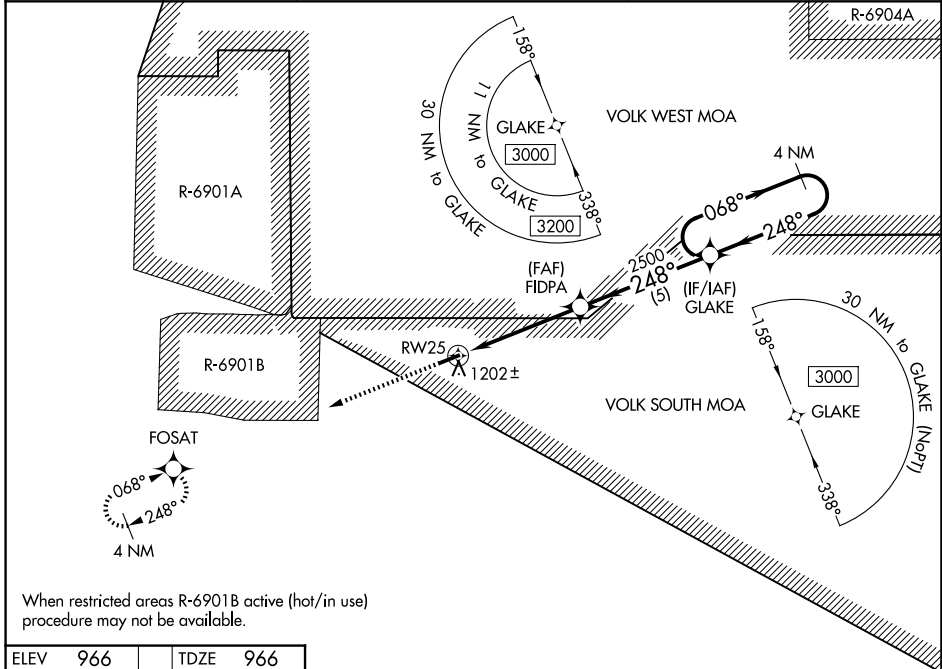 R-6904A
158°
30 NM to GLAKE
11 NM to GLAKE
GLAKE
3000
3200
338°
VOLK WEST MOA
4 NM
068°
248°
R-6901A
2500
248°
(5)
(FAF)
FIDPA
(IF/IAF)
GLAKE
R-6901B
RW25
1202±
VOLK SOUTH MOA
158°
30 NM to GLAKE (NoPT)
3000
GLAKE
338°
FOSAT
068°
248°
4 NM
When restricted areas R-6901B active (hot/in use)
procedure may not be available.
ELEV 966 TDZE 966